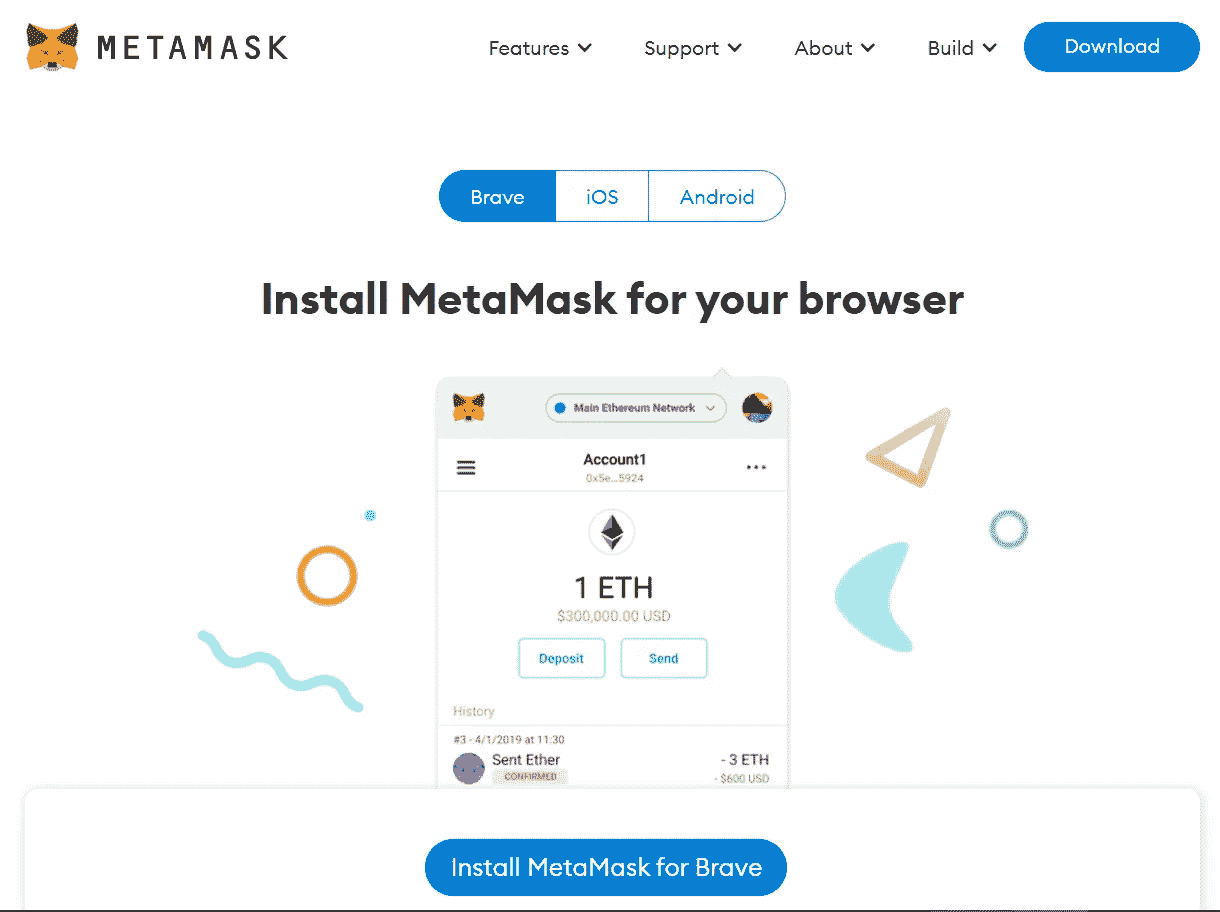 METAMASK
Features Support About Build Download
Brave iOS Android
Install MetaMask for your browser
Main Ethereum Network
Account1
0x5e...5924
1 ETH
$300,000.00 USD
Deposit Send
History
#3 - 4/1/2019 at 11:30
Sent Ether - 3 ETH
CONFIRMED - $600 USD
Install MetaMask for Brave